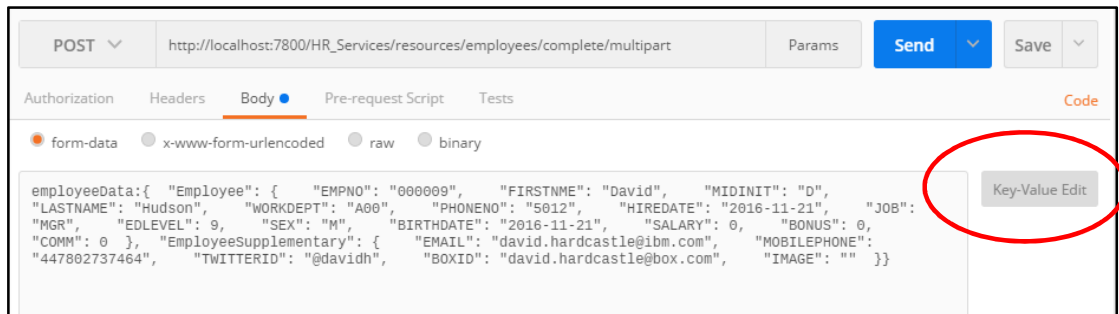 POST http://localhost:7800/HR_Services/resources/employees/complete/multipart Params Send Save
Authorization Headers Body Pre-request Script Tests Code
form-data x-www-form-urlencoded raw binary
Key-Value Edit
employeeData:{  "Employee": {    "EMPNO": "000009",    "FIRSTNME": "David",    "MIDINIT": "D",
"LASTNAME": "Hudson",    "WORKDEPT": "A00",    "PHONENO": "5012",    "HIREDATE": "2016-11-21",    "JOB":
"MGR",    "EDLEVEL": 9,    "SEX": "M",    "BIRTHDATE": "2016-11-21",    "SALARY": 0,    "BONUS": 0,
"COMM": 0  }, "EmployeeSupplementary": {    "EMAIL": "david.hardcastle@ibm.com",    "MOBILEPHONE":
"447802737464",    "TWITTERID": "@davidh",    "BOXID": "david.hardcastle@box.com",    "IMAGE": ""  }}